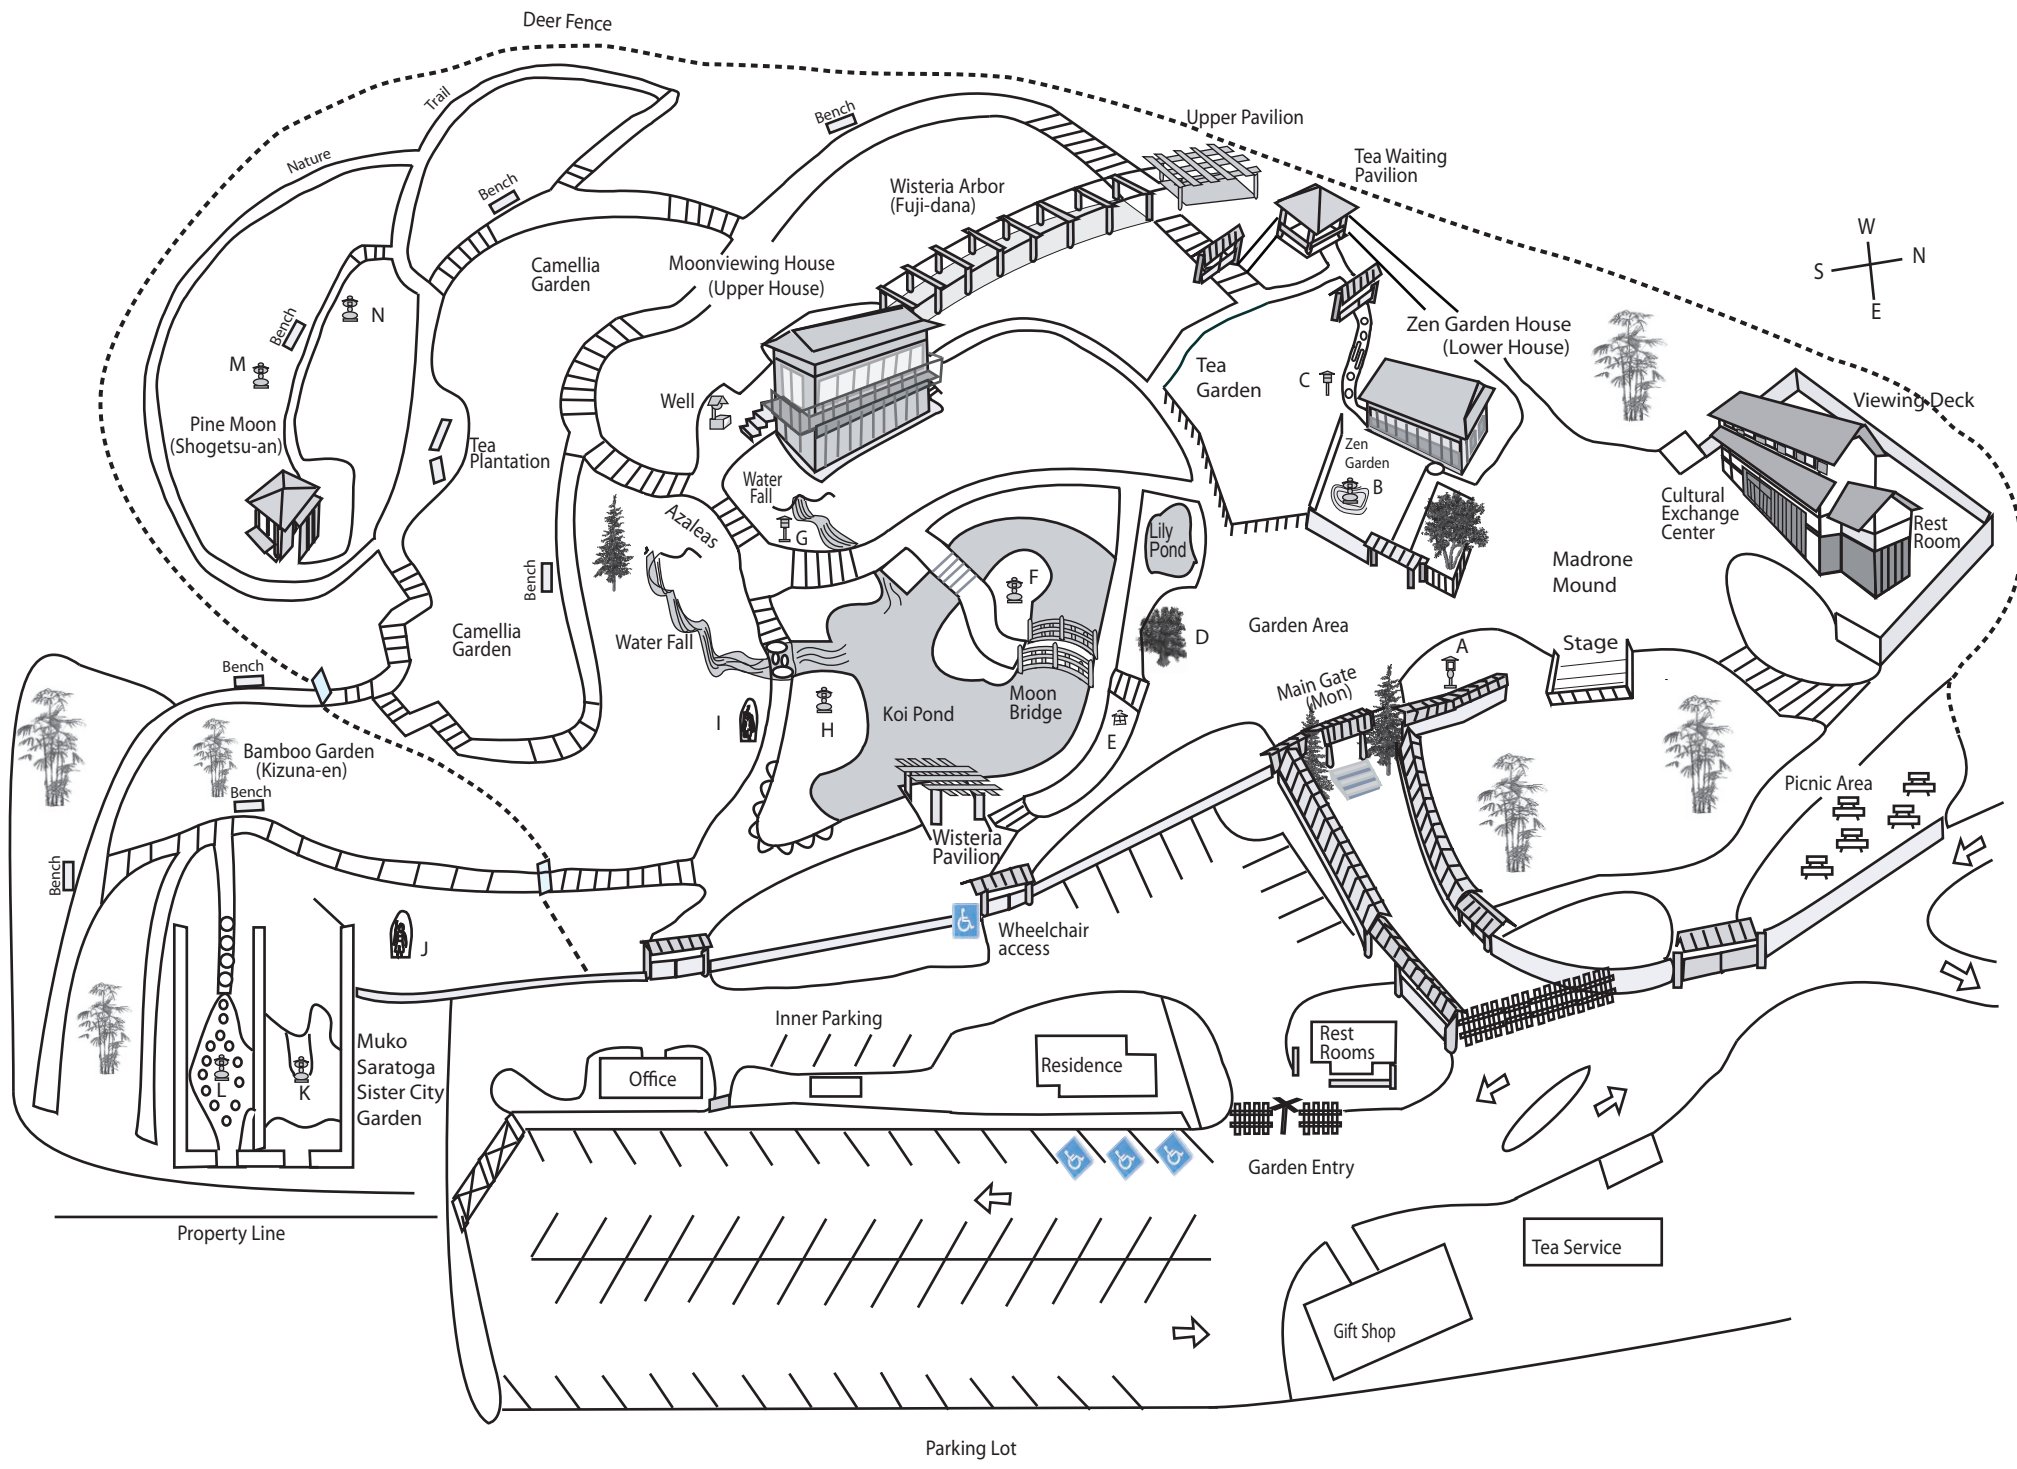 Deer Fence
Trail
Nature
Bench
Bench
Upper Pavilion
Tea Waiting
Pavilion
Wisteria Arbor
(Fuji-dana)
W
S
N
E
Camellia
Garden
Moonviewing House
(Upper House)
Bench
N
M
Zen Garden House
(Lower House)
Tea
Garden
C
Well
Viewing Deck
Pine Moon
(Shogetsu-an)
Tea
Plantation
Zen
Garden
B
Water
Fall
G
Azaleas
Cultural
Exchange
Center
Rest
Room
Lily
Pond
Madrone
Mound
Bench
F
Camellia
Garden
Water Fall
D
Garden Area
Stage
A
Bench
Main Gate
(Mon)
Moon
Bridge
Koi Pond
H
I
E
Bamboo Garden
(Kizuna-en)
Bench
Picnic Area
Wisteria
Pavilion
Bench
J
Wheelchair
access
Inner Parking
Rest
Rooms
Muko
Saratoga
Sister City
Garden
Office
Residence
L
K
Garden Entry
Property Line
Tea Service
Gift Shop
Parking Lot